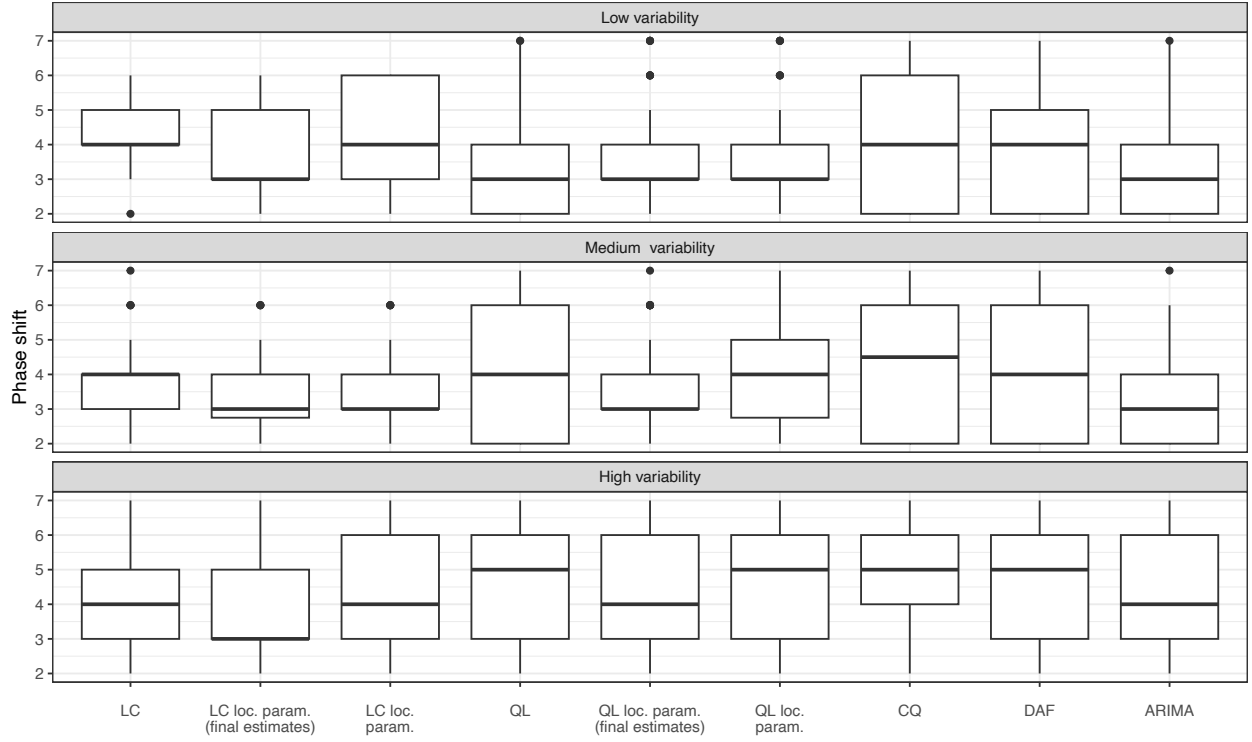 Low variability
7
6
5
4
3
2
Medium  variability
7
6
5
4
3
2
Phase shift
High variability
7
6
5
4
3
2
LC
LC loc. param.
(final estimates)
LC loc.
param.
QL
QL loc. param.
(final estimates)
QL loc.
param.
CQ
DAF
ARIMA